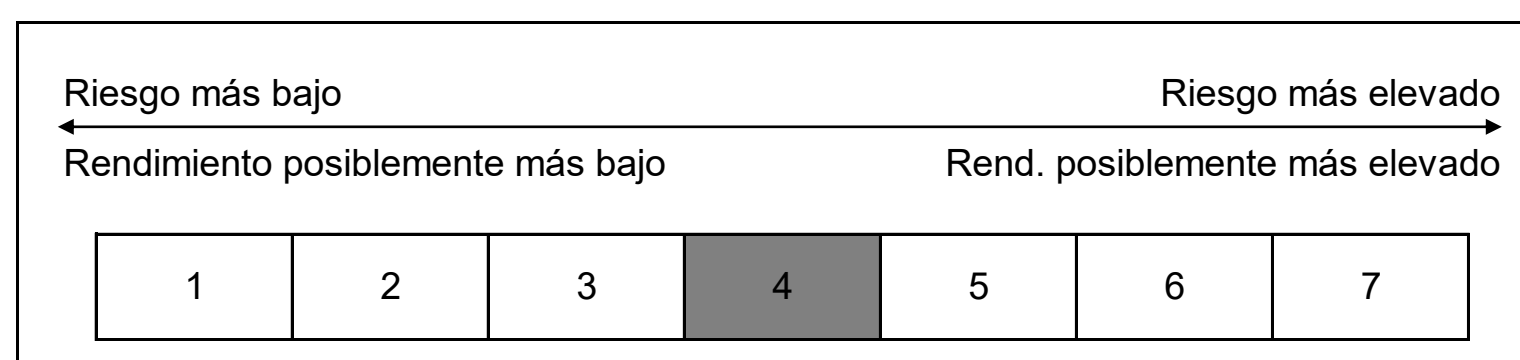 Riesgo más bajo Riesgo más elevado
Rendimiento posiblemente más bajo Rend. posiblemente más elevado
1 2 3 4 5 6 7